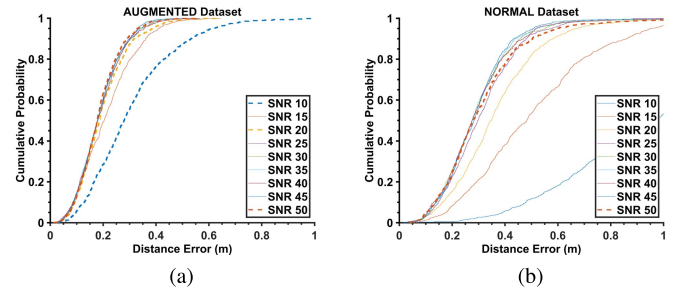 AUGMENTED Dataset
Cumulative Probability
1
0.8
0.6
0.4
0.2
0
SNR 10
SNR 15
SNR 20
SNR 25
SNR 30
SNR 35
SNR 40
SNR 45
SNR 50
0 0.2 0.4 0.6 0.8 1
Distance Error (m)
(a)
NORMAL Dataset
Cumulative Probability
1
0.8
0.6
0.4
0.2
0
SNR 10
SNR 15
SNR 20
SNR 25
SNR 30
SNR 35
SNR 40
SNR 45
SNR 50
0 0.2 0.4 0.6 0.8 1
Distance Error (m)
(b)